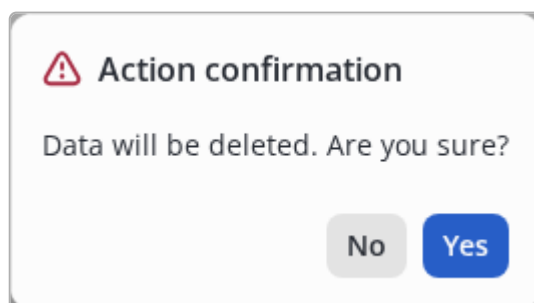 Action confirmation
Data will be deleted. Are you sure?
No
Yes